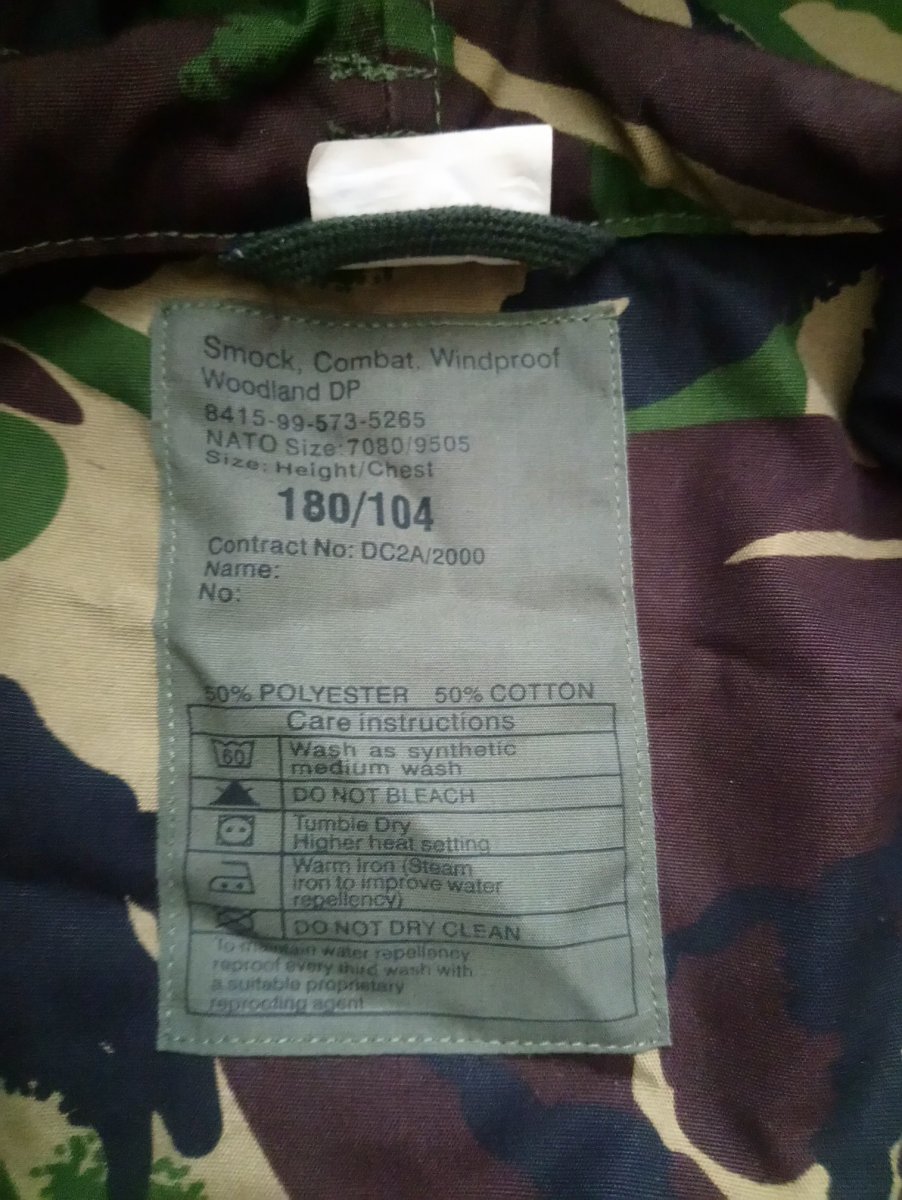 Smock, Combat, Windproof
Woodland DP
8415-99-573-5265
NATO Size:7080/9505
Size: Height/Chest
180/104
Contract No: DC2A/2000
Name:
No:
50% POLYESTER 50% COTTON
Care instructions
60
Wash as synthetic
medium wash
DO NOT BLEACH
Tumble Dry
Higher heat setting
Warm iron (Steam
iron to improve water
repellency)
DO NOT DRY CLEAN
To maintain water repellency
reproof every third wash with
a suitable proprietary
reproofing agent